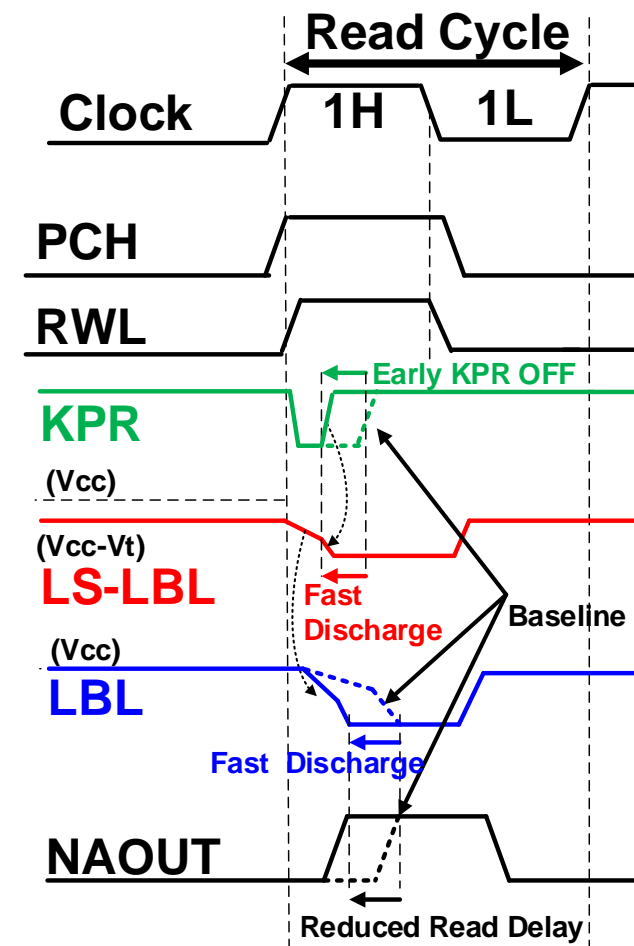 Read Cycle
Clock
1H
1L
PCH
RWL
Early KPR OFF
KPR
(Vcc)
(Vcc-Vt)
LS-LBL
Fast
Discharge
Baseline
(Vcc)
LBL
Fast Discharge
NAOUT
Reduced Read Delay